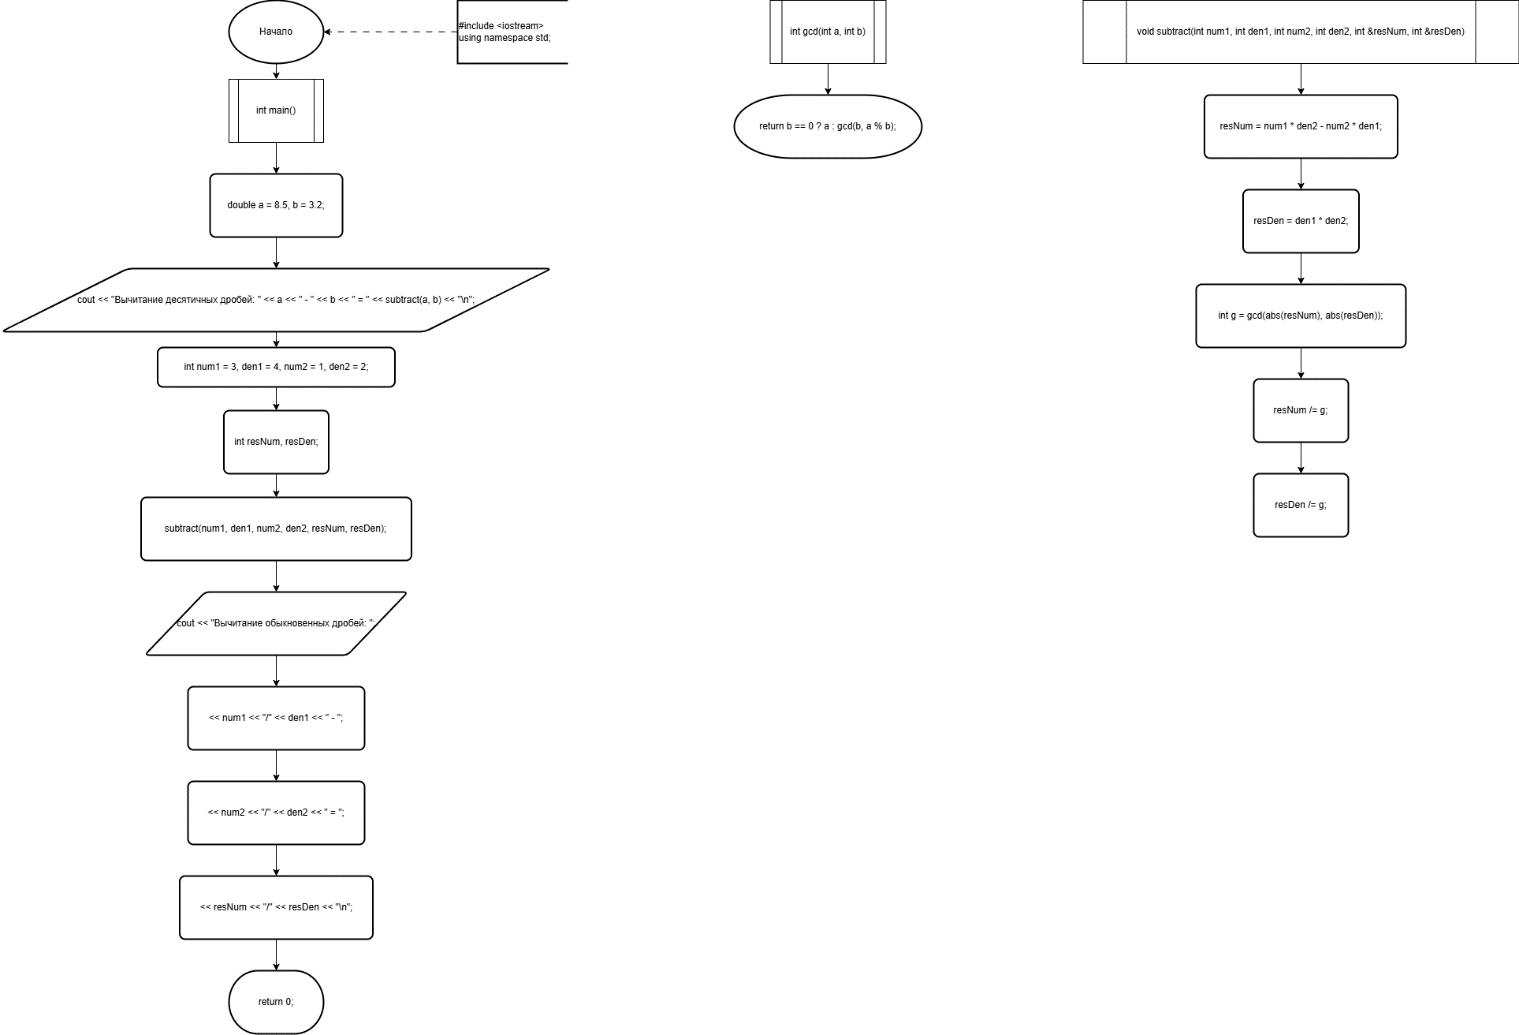 Начало
#include <iostream>
using namespace std;
int main()
double a = 8.5, b = 3.2;
cout << "Вычитание десятичных дробей: " << a << " - " << b << " = " << subtract(a, b) << "\n";
int num1 = 3, den1 = 4, num2 = 1, den2 = 2;
int resNum, resDen;
subtract(num1, den1, num2, den2, resNum, resDen);
cout << "Вычитание обыкновенных дробей: ";
<< num1 << "/" << den1 << " - ";
<< num2 << "/" << den2 << " = ";
<< resNum << "/" << resDen << "\n";
return 0;
int gcd(int a, int b)
return b == 0 ? a : gcd(b, a % b);
void subtract(int num1, int den1, int num2, int den2, int &resNum, int &resDen)
resNum = num1 * den2 - num2 * den1;
resDen = den1 * den2;
int g = gcd(abs(resNum), abs(resDen));
resNum /= g;
resDen /= g;